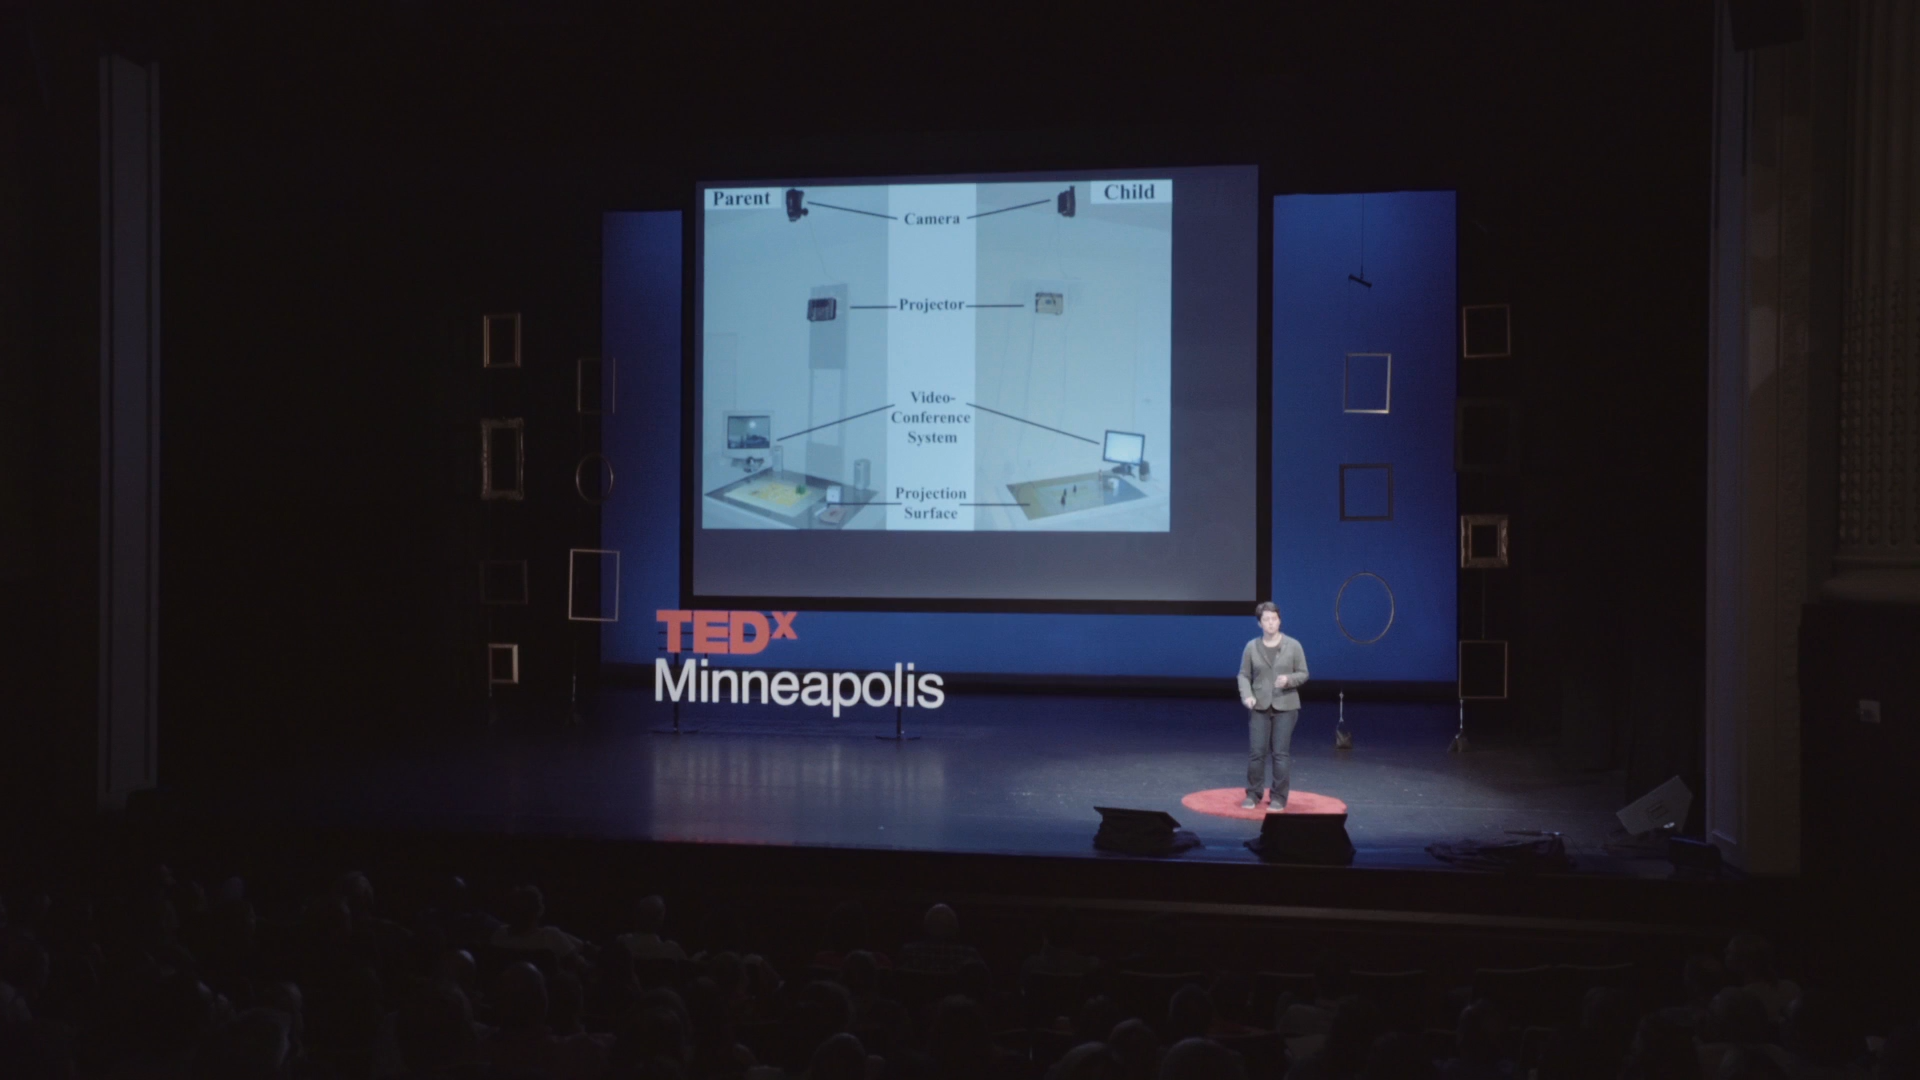 Parent
Child
Camera
Projector
Video-
Conference
System
Projection
Surface
TEDx
Minneapolis